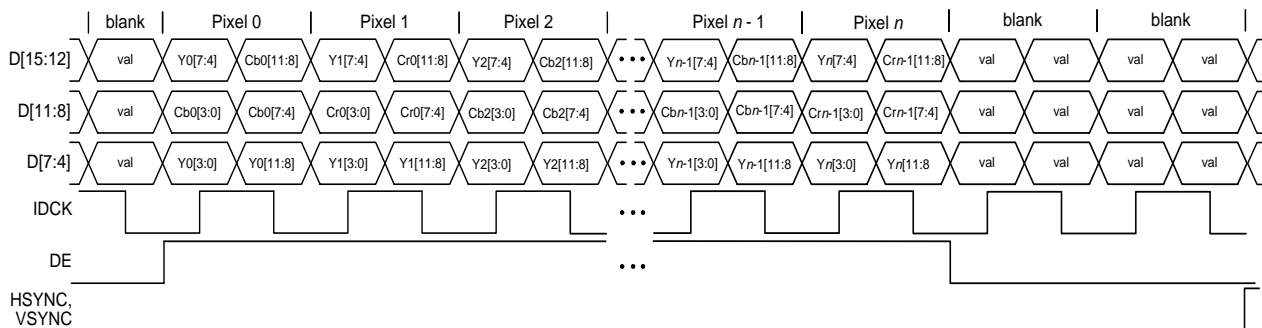 blank Pixel 0 Pixel 1 Pixel 2 Pixel n - 1 Pixel n blank blank
D[15:12] val Y0[7:4] Cb0[11:8] Y1[7:4] Cr0[11:8] Y2[7:4] Cb2[11:8] ••• Yn-1[7:4] Cbn-1[11:8] Yn[7:4] Crn-1[11:8] val val val val
D[11:8] val Cb0[3:0] Cb0[7:4] Cr0[3:0] Cr0[7:4] Cb2[3:0] Cb2[7:4] ••• Cbn-1[3:0] Cbn-1[7:4] Crn-1[3:0] Crn-1[7:4] val val val val
D[7:4] val Y0[3:0] Y0[11:8] Y1[3:0] Y1[11:8] Y2[3:0] Y2[11:8] ••• Yn-1[3:0] Yn-1[11:8 Yn[3:0] Yn[11:8 val val val val
IDCK •••
DE •••
HSYNC,
VSYNC